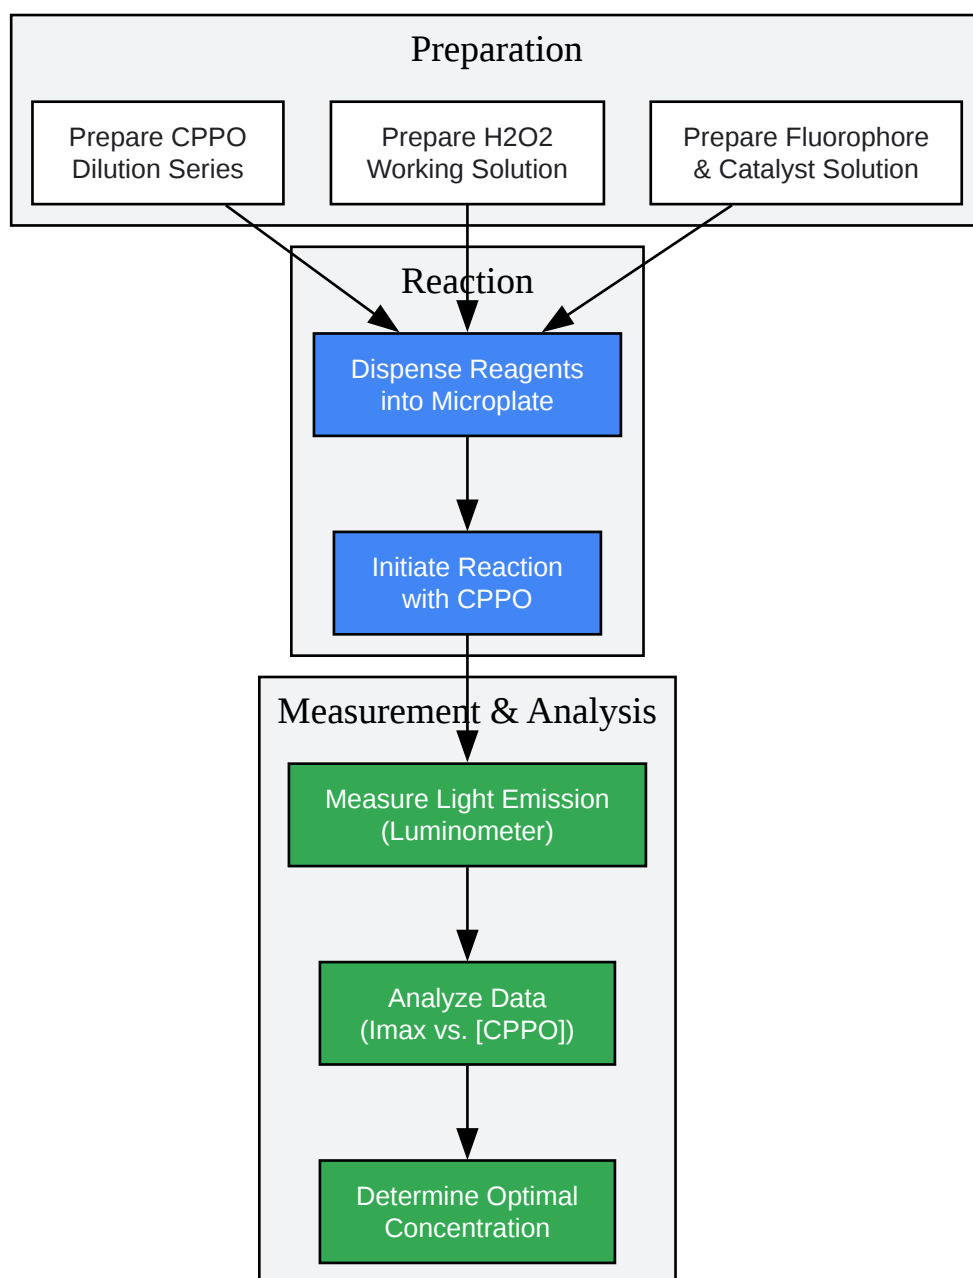 Preparation
Prepare CPPO
Dilution Series
Prepare H2O2
Working Solution
Prepare Fluorophore
& Catalyst Solution
Reaction
Dispense Reagents
into Microplate
Initiate Reaction
with CPPO
Measurement & Analysis
Measure Light Emission
(Luminometer)
Analyze Data
(Imax vs. [CPPO])
Determine Optimal
Concentration